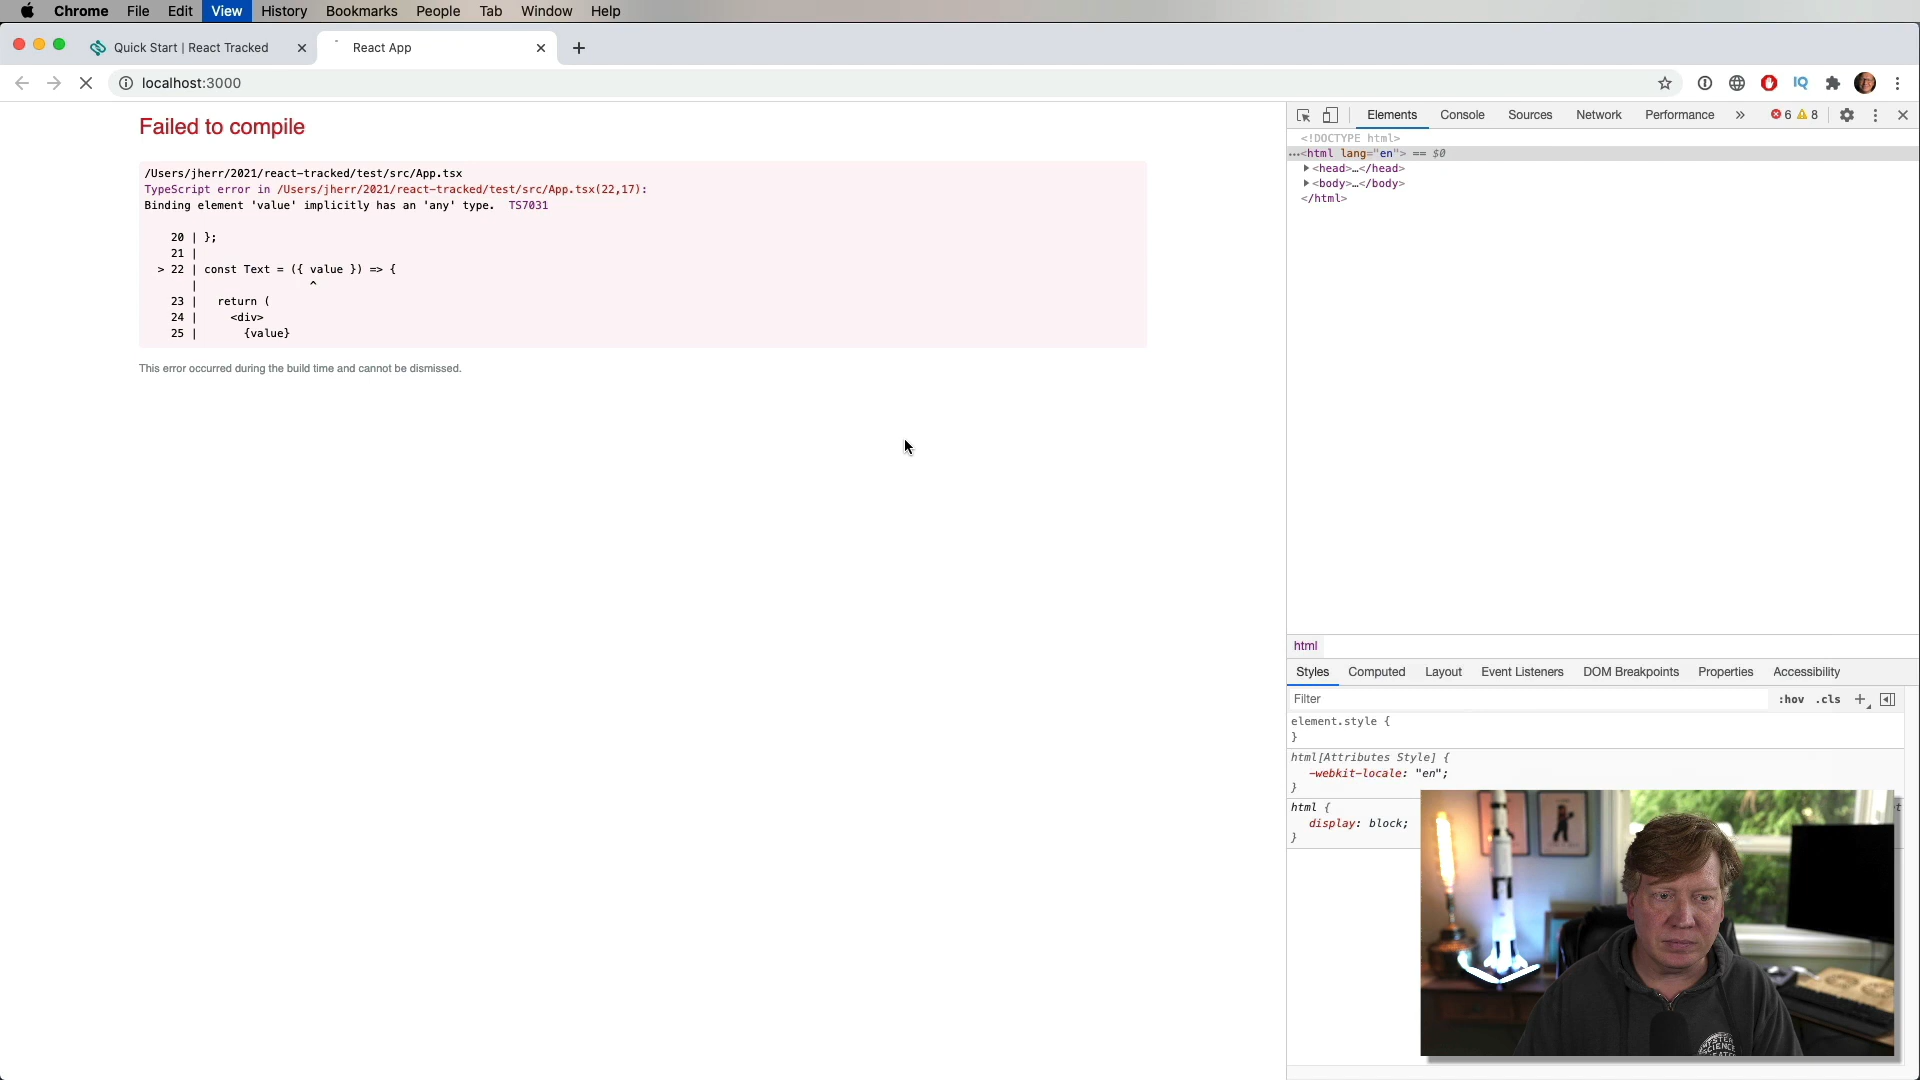 Chrome File Edit View History Bookmarks People Tab Window Help
Quick Start | React Tracked
React App
localhost:3000
IQ
Failed to compile
/Users/jherr/2021/react-tracked/test/src/App.tsx
TypeScript error in /Users/jherr/2021/react-tracked/test/src/App.tsx(22,17):
Binding element 'value' implicitly has an 'any' type.  TS7031
20 | };
21 |
> 22 | const Text = ({ value }) => {
|                 ^
23 |   return (
24 |     <div>
25 |       {value}
This error occurred during the build time and cannot be dismissed.
Elements Console Sources Network Performance » 6 8
<!DOCTYPE html>
…<html lang="en"> == $0
<head>…</head>
<body>…</body>
</html>
html
Styles Computed Layout Event Listeners DOM Breakpoints Properties Accessibility
Filter :hov .cls +
element.style {
}
html[Attributes Style] {
-webkit-locale: "en";
}
html {
display: block;
}